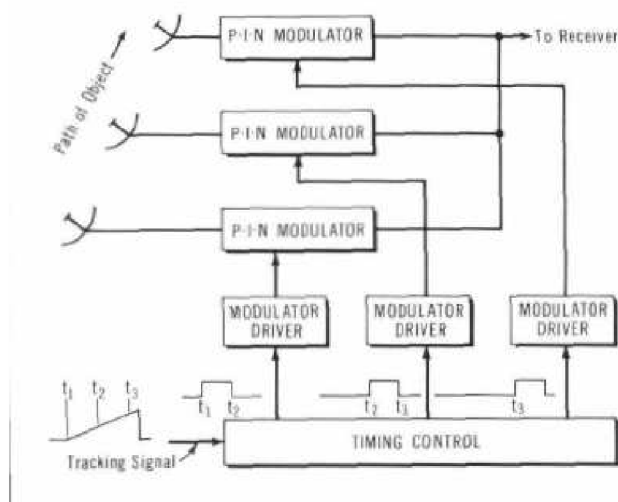 P-I-N MODULATOR
To Receiver
Path of Object
P-I-N MODULATOR
P-I-N MODULATOR
MODULATOR
DRIVER
MODULATOR
DRIVER
MODULATOR
DRIVER
t1 t2 t3
t1 t2
t2 t3
t3
TIMING CONTROL
Tracking Signal